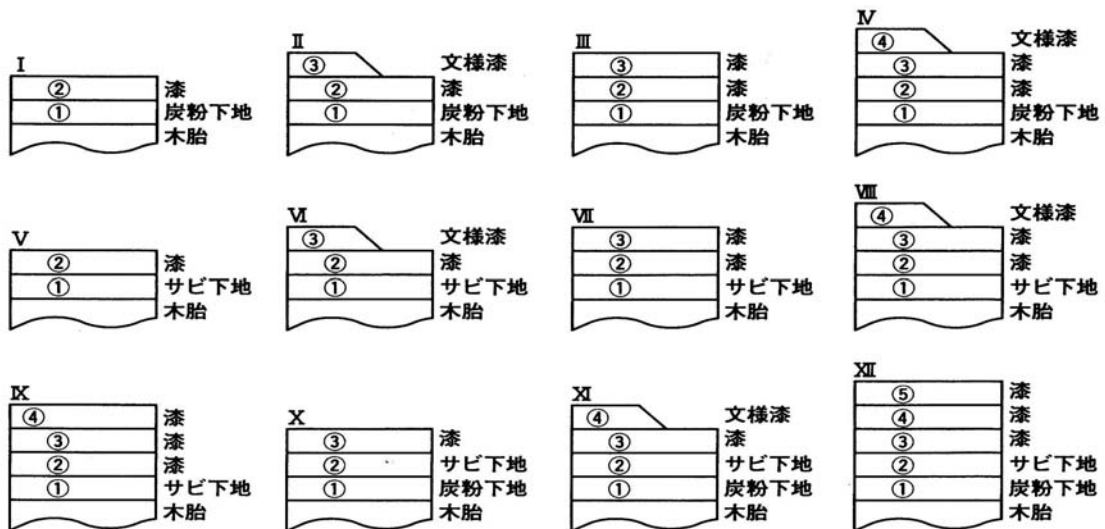 Ⅰ
② 漆
① 炭粉下地
木胎
Ⅱ
③ 文様漆
② 漆
① 炭粉下地
木胎
Ⅲ
③ 漆
② 漆
① 炭粉下地
木胎
Ⅳ
④ 文様漆
③ 漆
② 漆
① 炭粉下地
木胎
Ⅴ
② 漆
① サビ下地
木胎
Ⅵ
③ 文様漆
② 漆
① サビ下地
木胎
Ⅶ
③ 漆
② 漆
① サビ下地
木胎
Ⅷ
④ 文様漆
③ 漆
② 漆
① サビ下地
木胎
Ⅸ
④ 漆
③ 漆
② 漆
① サビ下地
木胎
Ⅹ
③ 漆
② サビ下地
① 炭粉下地
木胎
Ⅺ
④ 文様漆
③ 漆
② サビ下地
① 炭粉下地
木胎
Ⅻ
⑤ 漆
④ 漆
③ 漆
② サビ下地
① 炭粉下地
木胎